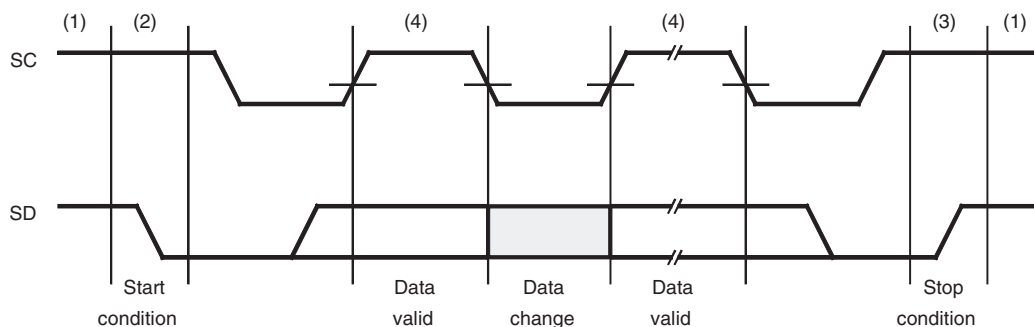 (1) (2) (4) (4) (3) (1)
SC
SD
Start condition
Data valid
Data change
Data valid
Stop condition